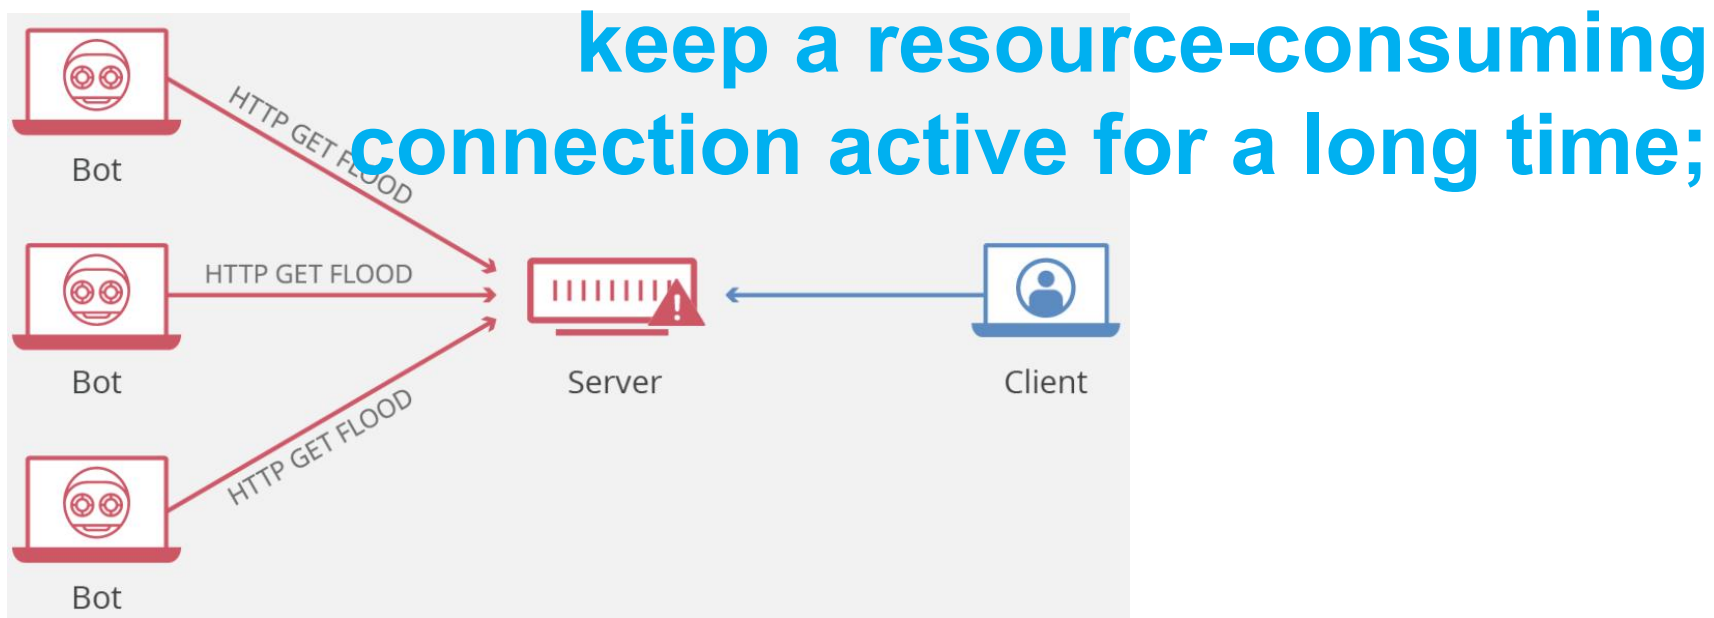 keep a resource-consuming
connection active for a long time;
HTTP GET FLOOD
Bot
HTTP GET FLOOD
Bot
Server
Client
HTTP GET FLOOD
Bot